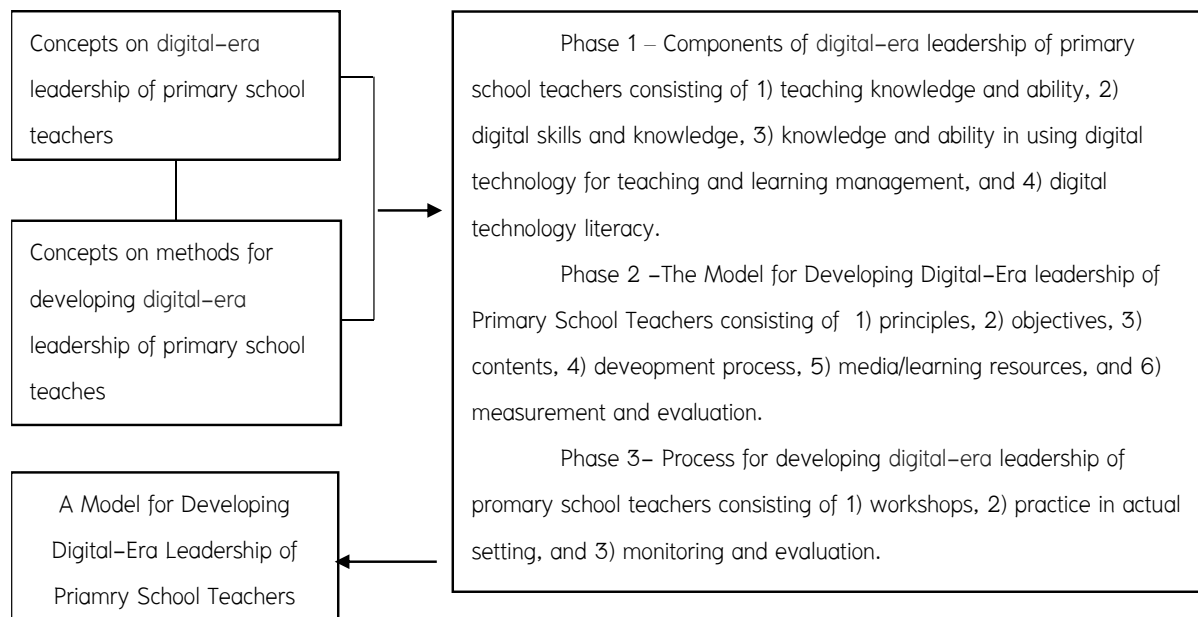 Concepts on digital-era
leadership of primary school
teachers
Concepts on methods for
developing digital-era
leadership of primary school
teaches
Phase 1 – Components of digital-era leadership of primary
school teachers consisting of 1) teaching knowledge and ability, 2)
digital skills and knowledge, 3) knowledge and ability in using digital
technology for teaching and learning management, and 4) digital
technology literacy.
Phase 2 –The Model for Developing Digital-Era leadership of
Primary School Teachers consisting of 1) principles, 2) objectives, 3)
contents, 4) deveopment process, 5) media/learning resources, and 6)
measurement and evaluation.
Phase 3– Process for developing digital-era leadership of
promary school teachers consisting of 1) workshops, 2) practice in actual
setting, and 3) monitoring and evaluation.
A Model for Developing
Digital-Era Leadership of
Priamry School Teachers